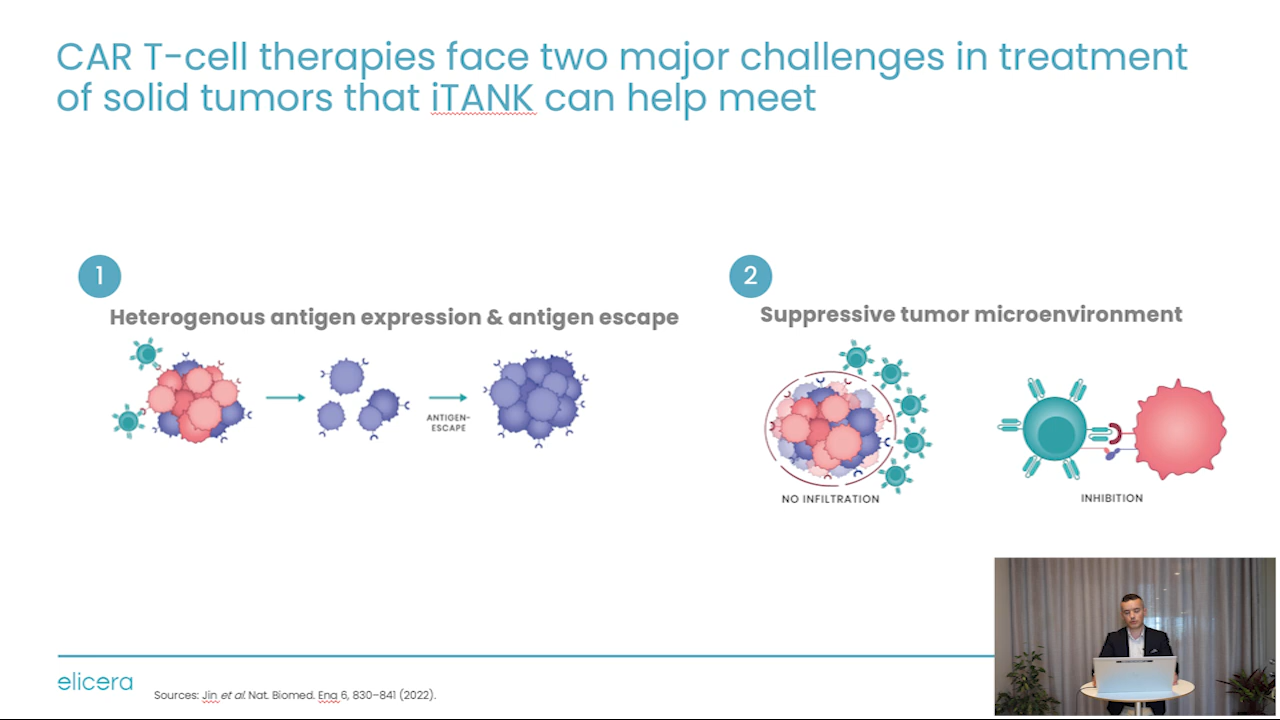 CAR T-cell therapies face two major challenges in treatment
of solid tumors that iTANK can help meet
1
Heterogenous antigen expression & antigen escape
ANTIGEN-
ESCAPE
2
Suppressive tumor microenvironment
NO INFILTRATION
INHIBITION
elicera
Sources: Jin et al. Nat. Biomed. Eng 6, 830–841 (2022).